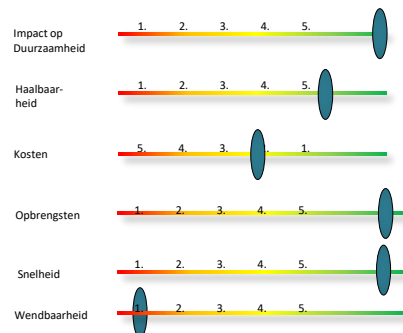 Impact op
Duurzaamheid
1. 2. 3. 4. 5.
Haalbaar-
heid
1. 2. 3. 4. 5.
Kosten
5. 4. 3. 1.
Opbrengsten
1. 2. 3. 4. 5.
Snelheid
1. 2. 3. 4. 5.
Wendbaarheid
1. 2. 3. 4. 5.